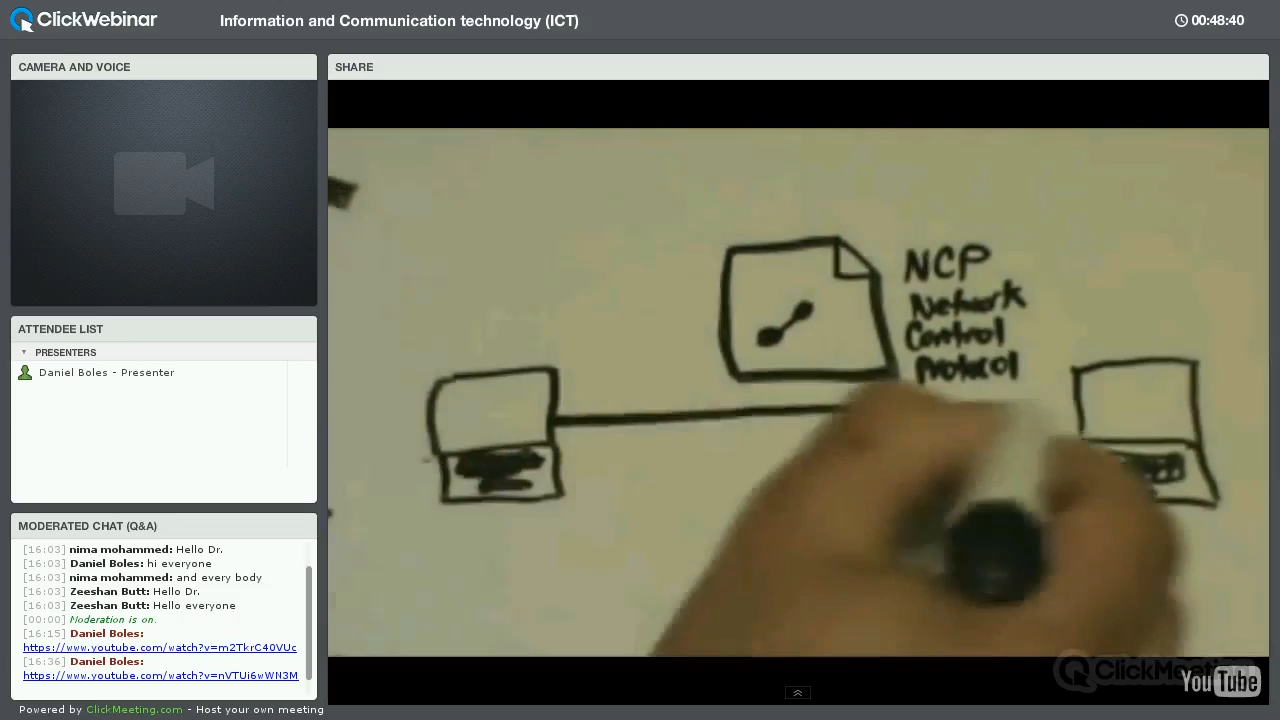 ClickWebinar
Information and Communication technology (ICT)
00:48:40
CAMERA AND VOICE
SHARE
NCP
Network
Control
Protocol
ATTENDEE LIST
PRESENTERS
Daniel Boles - Presenter
MODERATED CHAT (Q&A)
[16:03] nima mohammed: Hello Dr.
[16:03] Daniel Boles: hi everyone
[16:03] nima mohammed: and every body
[16:03] Zeeshan Butt: Hello Dr.
[16:03] Zeeshan Butt: Hello everyone
[00:00] Moderation is on.
[16:15] Daniel Boles:
https://www.youtube.com/watch?v=m2TkrC40VUc
[16:36] Daniel Boles:
https://www.youtube.com/watch?v=nVTUi6wWN3M
ClickMeeting
YouTube
Powered by ClickMeeting.com - Host your own meeting